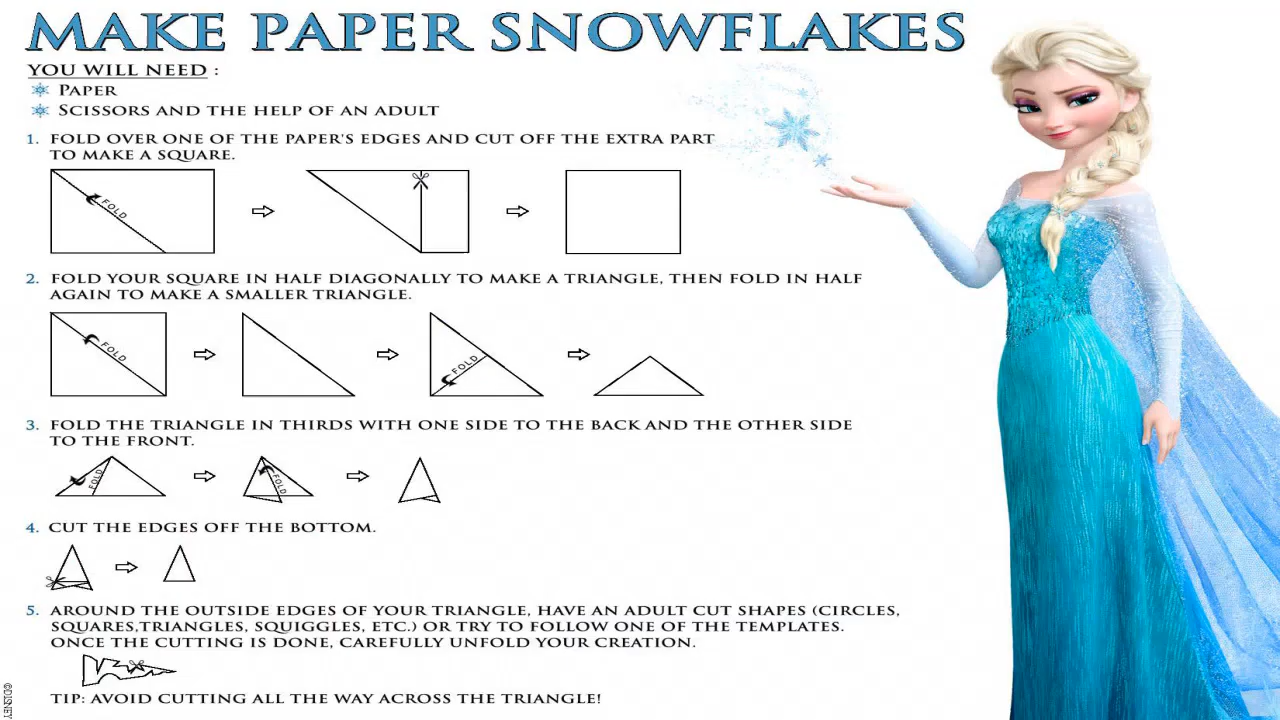 MAKE PAPER SNOWFLAKES
YOU WILL NEED :
PAPER
SCISSORS AND THE HELP OF AN ADULT
1. FOLD OVER ONE OF THE PAPER'S EDGES AND CUT OFF THE EXTRA PART
TO MAKE A SQUARE.
FOLD
2. FOLD YOUR SQUARE IN HALF DIAGONALLY TO MAKE A TRIANGLE, THEN FOLD IN HALF
AGAIN TO MAKE A SMALLER TRIANGLE.
FOLD
FOLD
3. FOLD THE TRIANGLE IN THIRDS WITH ONE SIDE TO THE BACK AND THE OTHER SIDE
TO THE FRONT.
FOLD
FOLD
4. CUT THE EDGES OFF THE BOTTOM.
5. AROUND THE OUTSIDE EDGES OF YOUR TRIANGLE, HAVE AN ADULT CUT SHAPES (CIRCLES,
SQUARES,TRIANGLES, SQUIGGLES, ETC.) OR TRY TO FOLLOW ONE OF THE TEMPLATES.
ONCE THE CUTTING IS DONE, CAREFULLY UNFOLD YOUR CREATION.
TIP: AVOID CUTTING ALL THE WAY ACROSS THE TRIANGLE!
©DISNEY